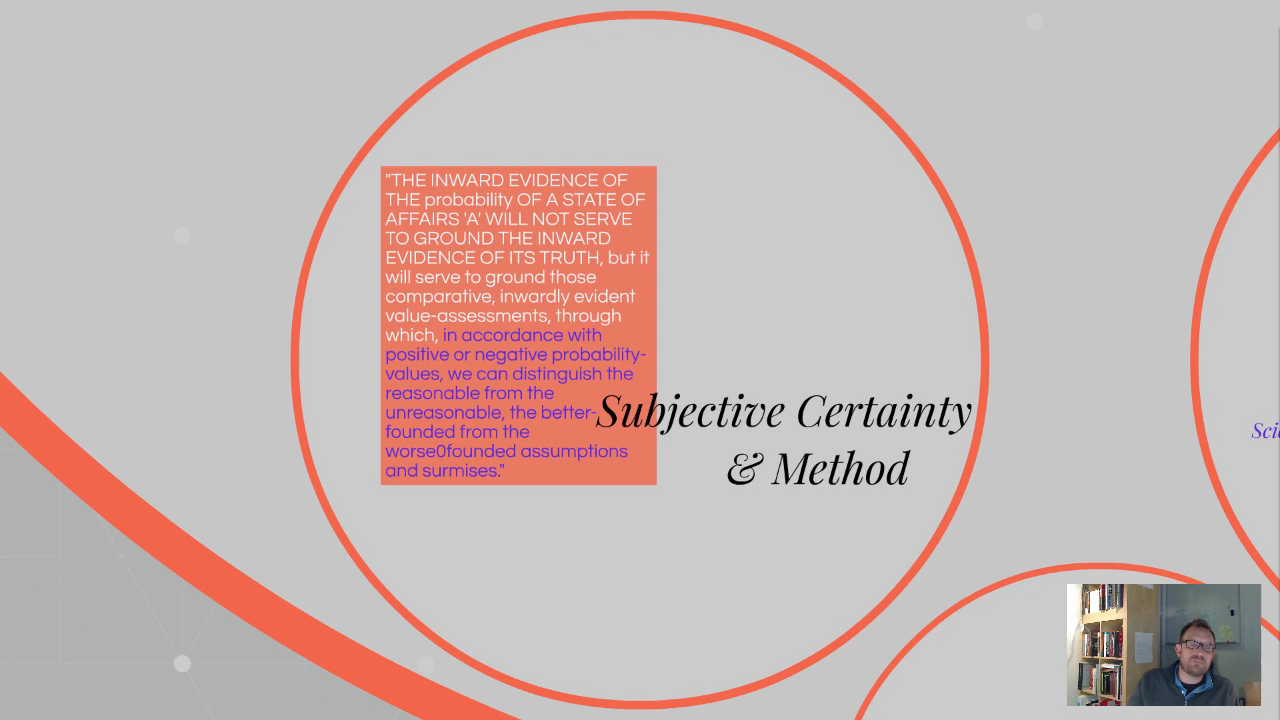 "THE INWARD EVIDENCE OF
THE probability OF A STATE OF
AFFAIRS 'A' WILL NOT SERVE
TO GROUND THE INWARD
EVIDENCE OF ITS TRUTH, but it
will serve to ground those
comparative, inwardly evident
value-assessments, through
which, in accordance with
positive or negative probability-
values, we can distinguish the
reasonable from the
unreasonable, the better-
founded from the
worse0founded assumptions
and surmises."
Subjective Certainty
& Method